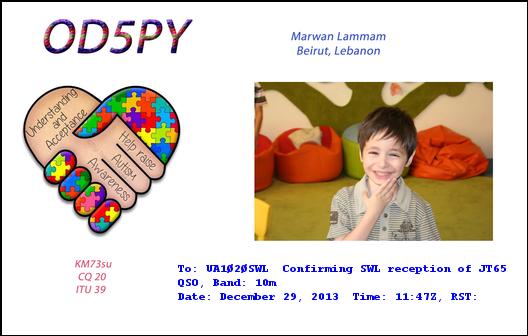 OD5PY
Marwan Lammam
Beirut, Lebanon
Understanding
and
Acceptance
Help raise
Autism
Awareness
KM73su
CQ 20
ITU 39
To: UA1Ø2ØSWL Confirming SWL reception of JT65
QSO, Band: 10m
Date: December 29, 2013 Time: 11:47Z, RST: